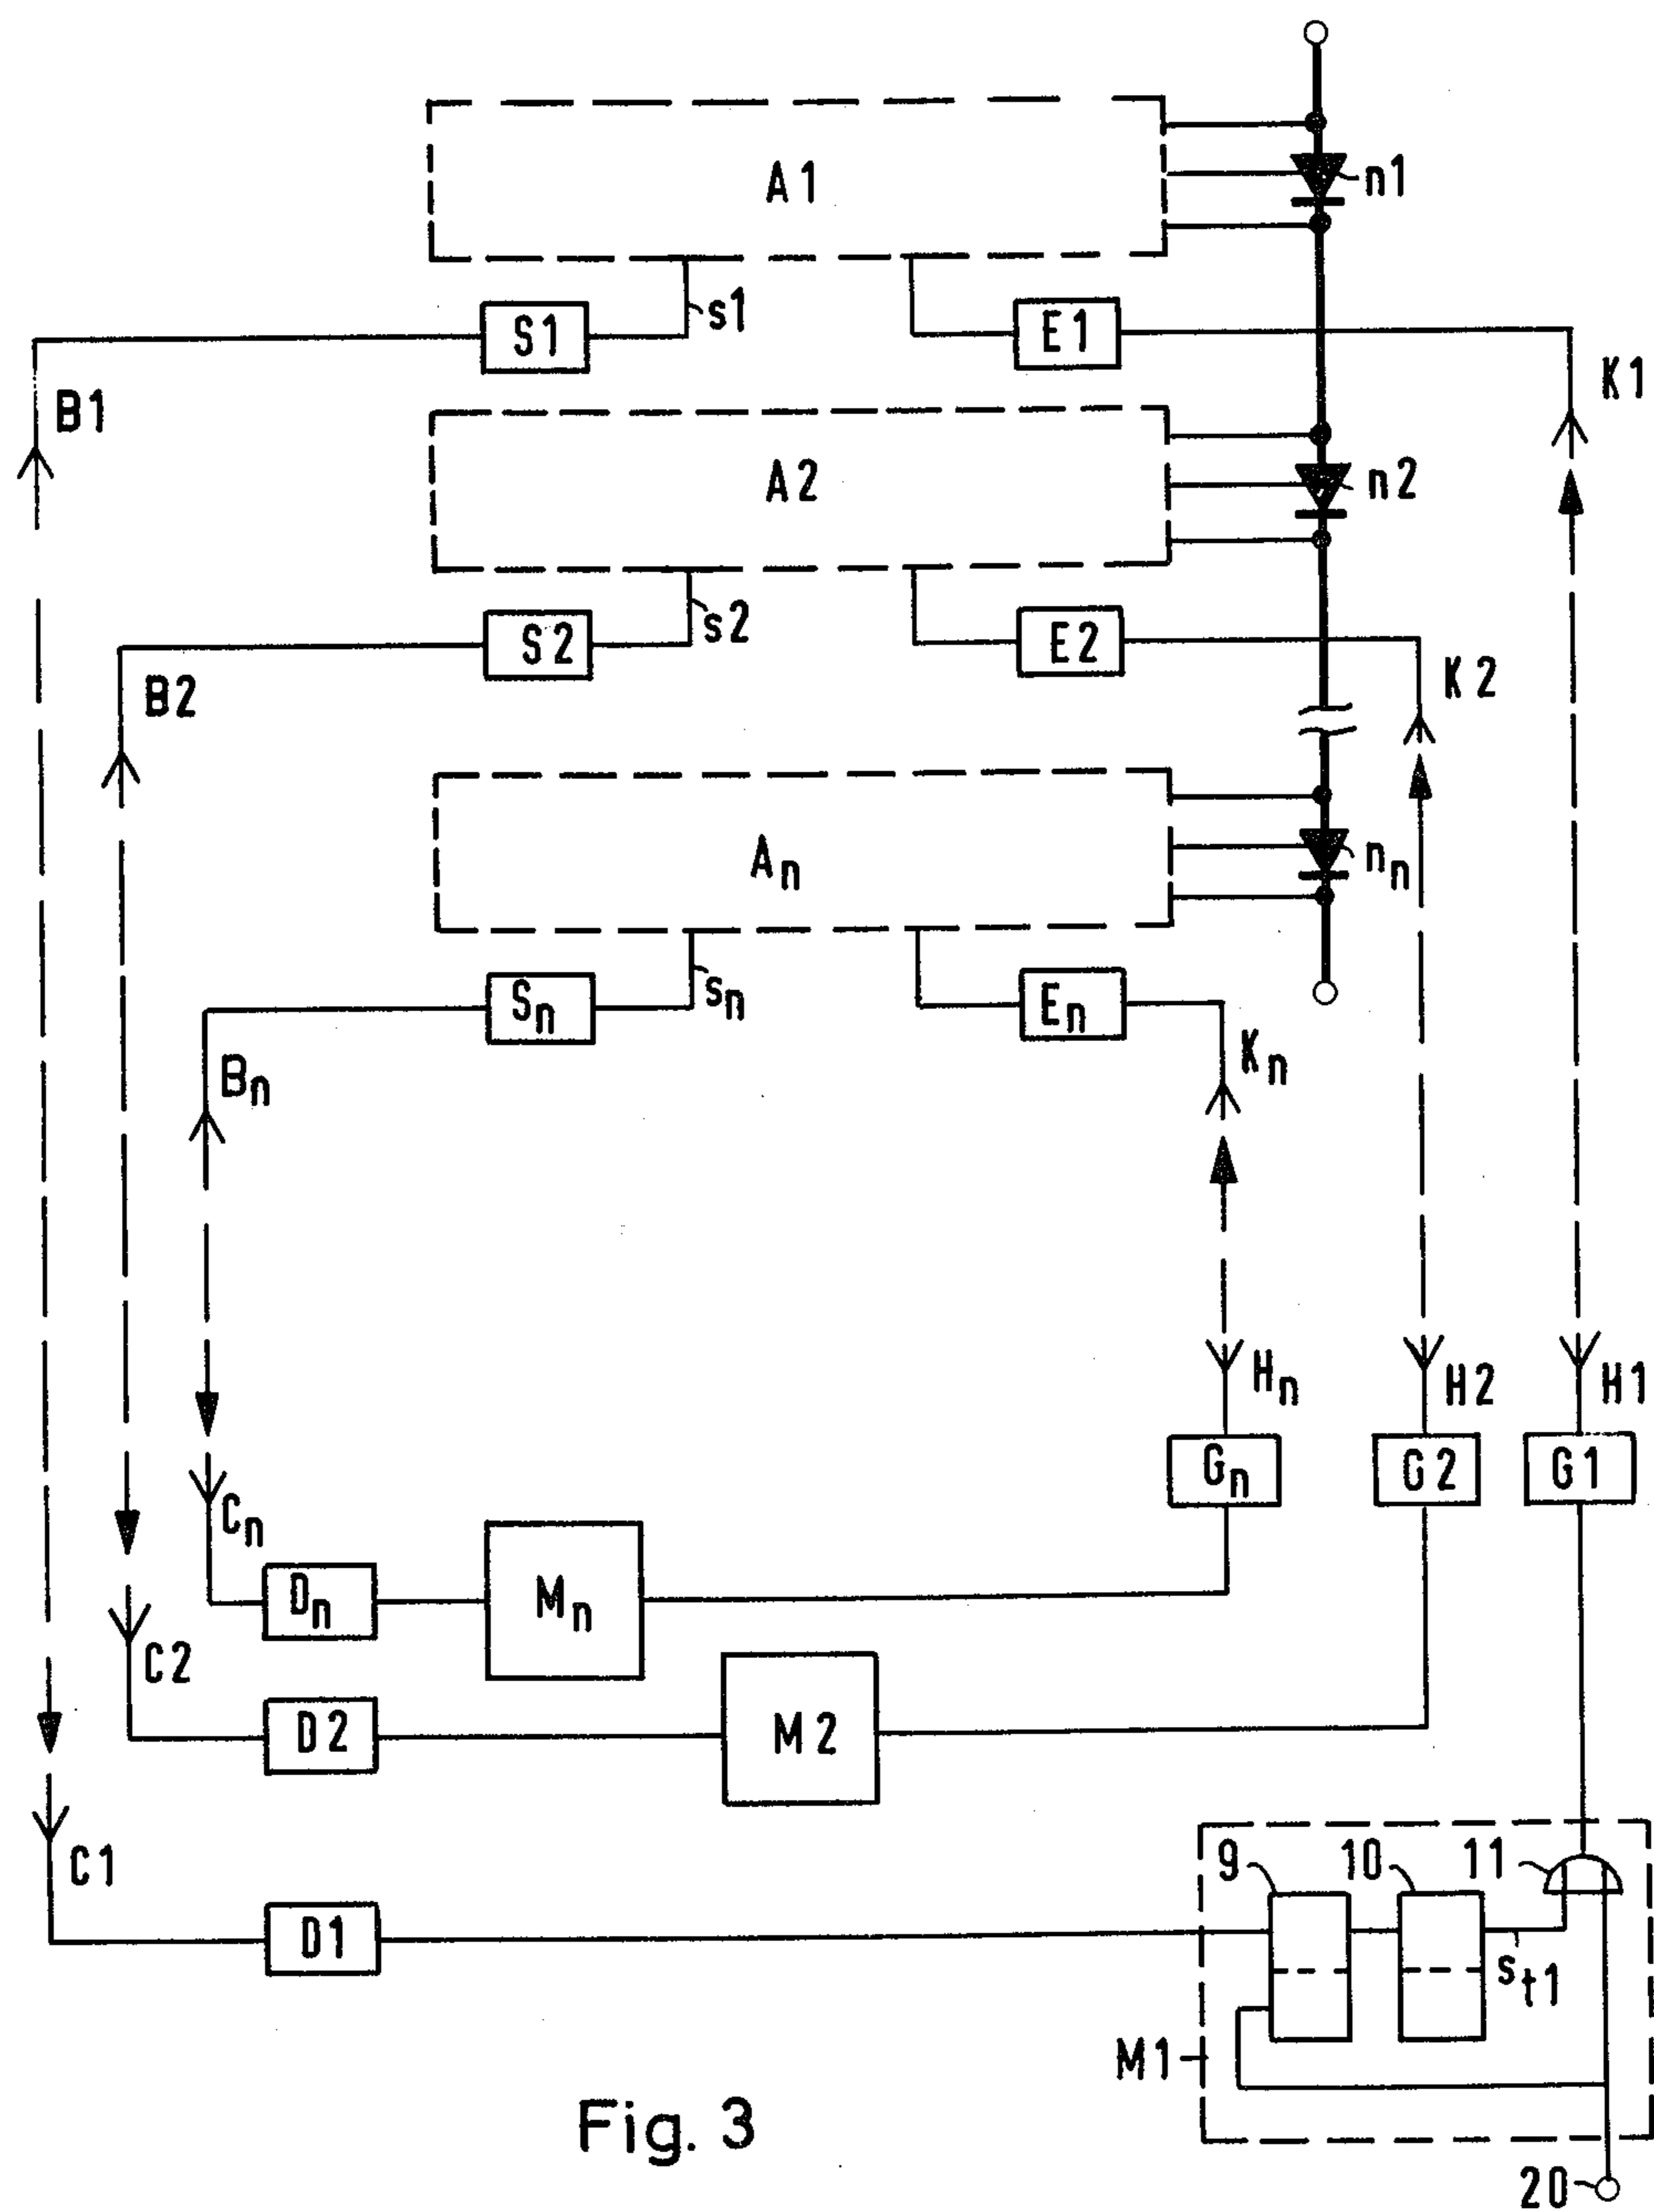 A1
n1
s1
S1
E1
K1
B1
A2
n2
s2
S2
E2
K2
B2
An
nn
sn
Sn
En
Kn
Bn
Hn
H2
H1
Gn
G2
G1
Cn
Dn
Mn
C2
D2
M2
C1
9
10
11
D1
st1
M1
Fig. 3
20